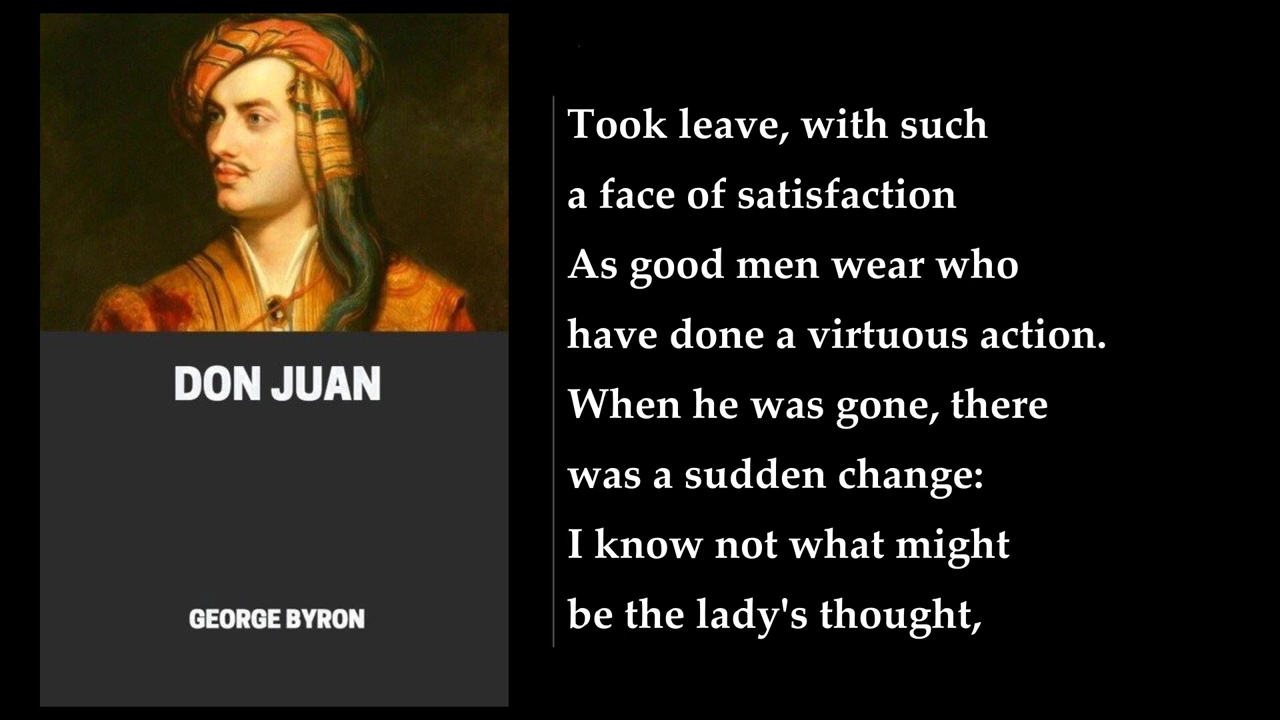 DON JUAN
GEORGE BYRON
Took leave, with such
a face of satisfaction
As good men wear who
have done a virtuous action.
When he was gone, there
was a sudden change:
I know not what might
be the lady's thought,